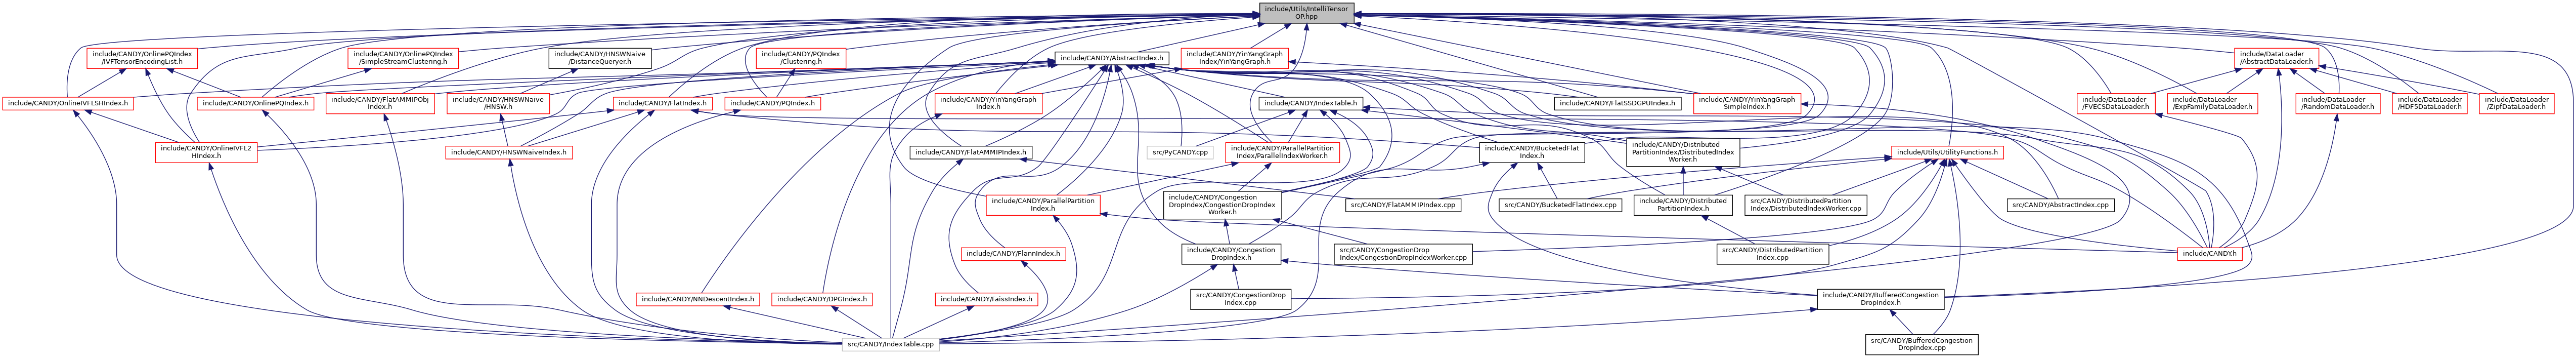 include/Utils/IntelliTensor
OP.hpp
include/CANDY/OnlinePQIndex
/IVFTensorEncodingList.h
include/CANDY/OnlinePQIndex
/SimpleStreamClustering.h
include/CANDY/HNSWNaive
/DistanceQueryer.h
include/CANDY/PQIndex
/Clustering.h
include/CANDY/AbstractIndex.h
include/CANDY/YinYangGraph
Index/YinYangGraph.h
include/DataLoader
/AbstractDataLoader.h
include/CANDY/OnlineIVFLSHIndex.h
include/CANDY/OnlinePQIndex.h
include/CANDY/FlatAMMIPObj
Index.h
include/CANDY/HNSWNaive
/HNSW.h
include/CANDY/FlatIndex.h
include/CANDY/PQIndex.h
include/CANDY/YinYangGraph
Index.h
include/CANDY/IndexTable.h
include/CANDY/FlatSSDGPUIndex.h
include/CANDY/YinYangGraph
SimpleIndex.h
include/DataLoader
/FVECSDataLoader.h
include/DataLoader
/ExpFamilyDataLoader.h
include/DataLoader
/RandomDataLoader.h
include/DataLoader
/HDF5DataLoader.h
include/DataLoader
/ZipfDataLoader.h
include/CANDY/OnlineIVFL2
HIndex.h
include/CANDY/HNSWNaiveIndex.h
include/CANDY/FlatAMMIPIndex.h
src/PyCANDY.cpp
include/CANDY/ParallelPartition
Index/ParallelIndexWorker.h
include/CANDY/BucketedFlat
Index.h
include/CANDY/Distributed
PartitionIndex/DistributedIndex
Worker.h
include/Utils/UtilityFunctions.h
include/CANDY/ParallelPartition
Index.h
include/CANDY/Congestion
DropIndex/CongestionDropIndex
Worker.h
src/CANDY/FlatAMMIPIndex.cpp
src/CANDY/BucketedFlatIndex.cpp
include/CANDY/Distributed
PartitionIndex.h
src/CANDY/DistributedPartition
Index/DistributedIndexWorker.cpp
src/CANDY/AbstractIndex.cpp
include/CANDY/FlannIndex.h
include/CANDY/Congestion
DropIndex.h
src/CANDY/CongestionDrop
Index/CongestionDropIndexWorker.cpp
src/CANDY/DistributedPartition
Index.cpp
include/CANDY.h
include/CANDY/NNDescentIndex.h
include/CANDY/DPGIndex.h
include/CANDY/FaissIndex.h
src/CANDY/CongestionDrop
Index.cpp
include/CANDY/BufferedCongestion
DropIndex.h
src/CANDY/IndexTable.cpp
src/CANDY/BufferedCongestion
DropIndex.cpp